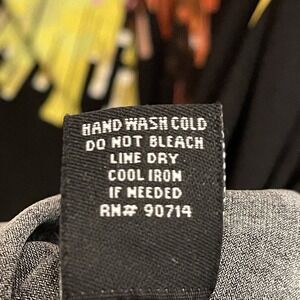 HAND WASH COLD
DO NOT BLEACH
LINE DRY
COOL IRON
IF NEEDED
RN# 90714